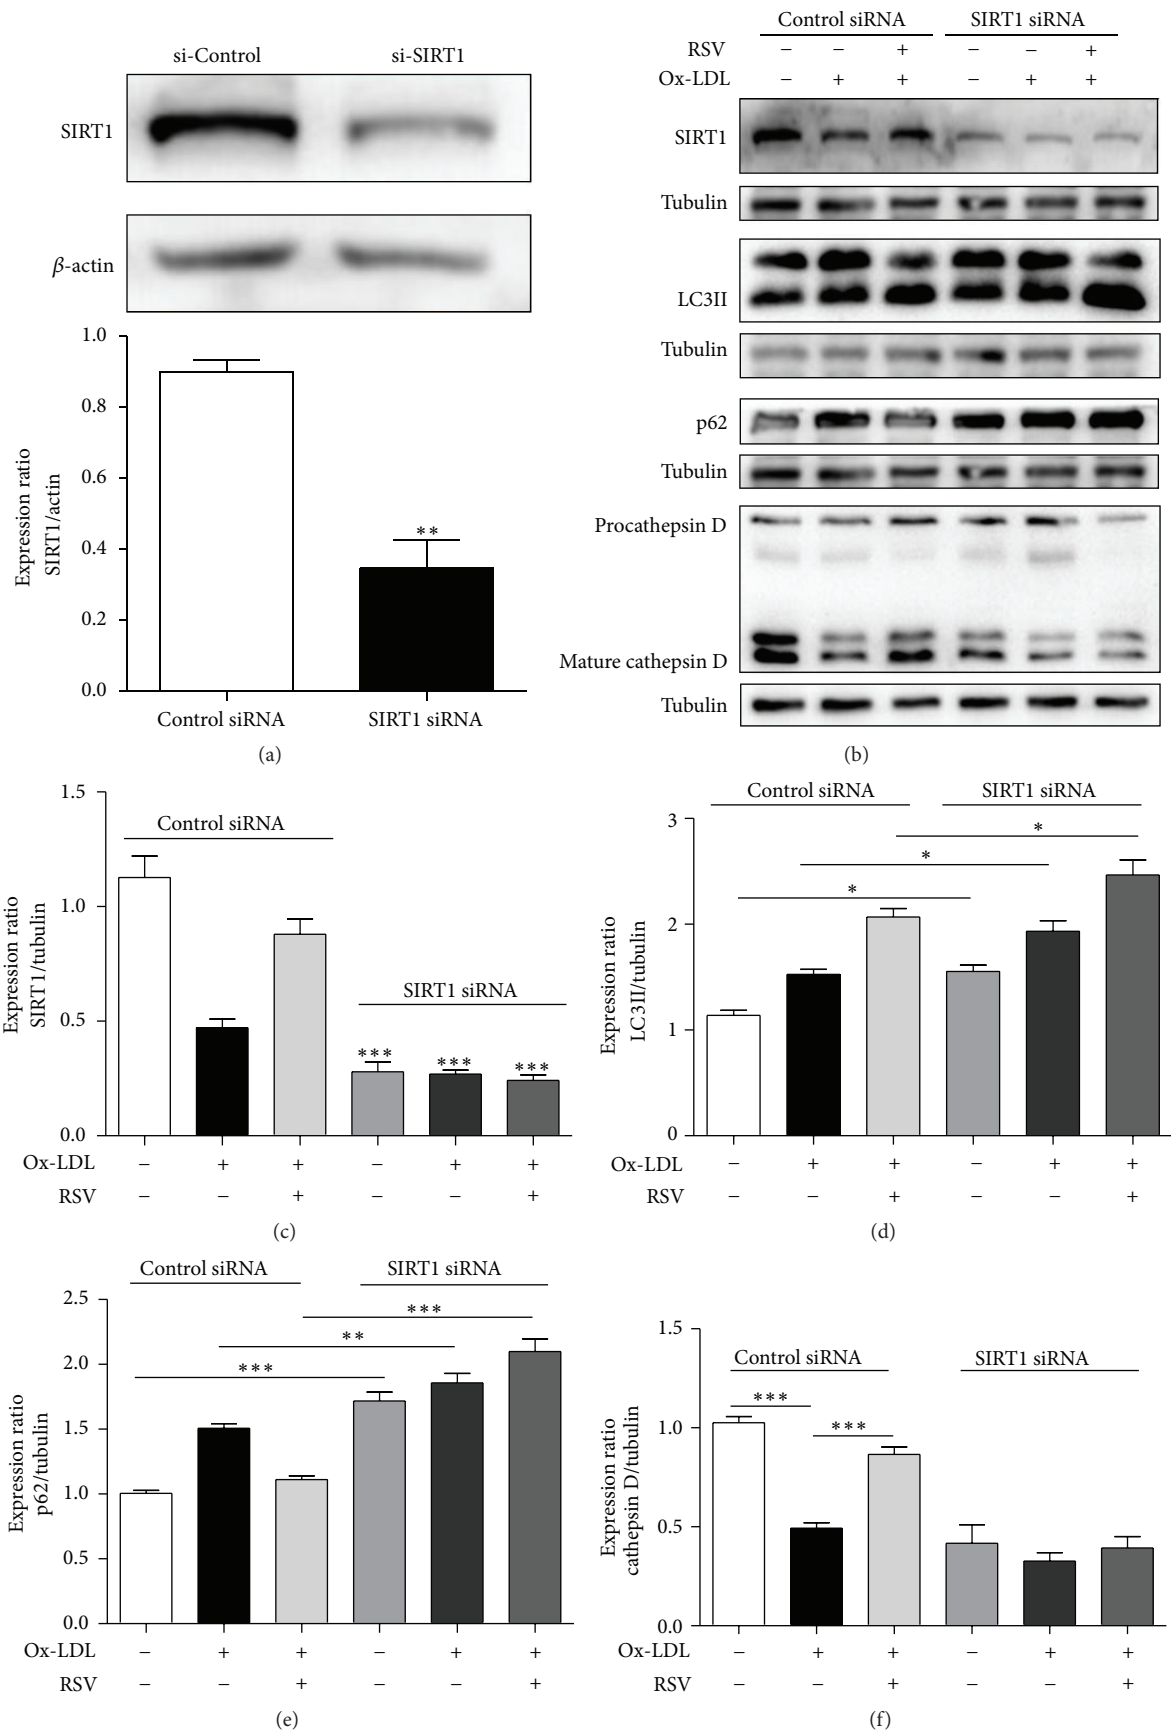 si-Control si-SIRT1
SIRT1
β-actin
1.0
0.8
0.6
0.4
0.2
0.0
Expression ratio
SIRT1/actin
**
Control siRNA SIRT1 siRNA
(a)
Control siRNA SIRT1 siRNA
RSV − − + − − +
Ox-LDL − + + − + +
SIRT1
Tubulin
LC3II
Tubulin
p62
Tubulin
Procathepsin D
Mature cathepsin D
Tubulin
(b)
1.5
1.0
0.5
0.0
Expression ratio
SIRT1/tubulin
Control siRNA
SIRT1 siRNA
*** *** ***
Ox-LDL − + + − + +
RSV − − + − − +
(c)
Control siRNA SIRT1 siRNA
3
2
1
0
Expression ratio
LC3II/tubulin
*
*
*
Ox-LDL − + + − + +
RSV − − + − − +
(d)
Control siRNA SIRT1 siRNA
2.5
2.0
1.5
1.0
0.5
0.0
Expression ratio
p62/tubulin
***
**
***
Ox-LDL − + + − + +
RSV − − + − − +
(e)
1.5
1.0
0.5
0.0
Expression ratio
cathepsin D/tubulin
Control siRNA SIRT1 siRNA
***
***
Ox-LDL − + + − + +
RSV − − + − − +
(f)